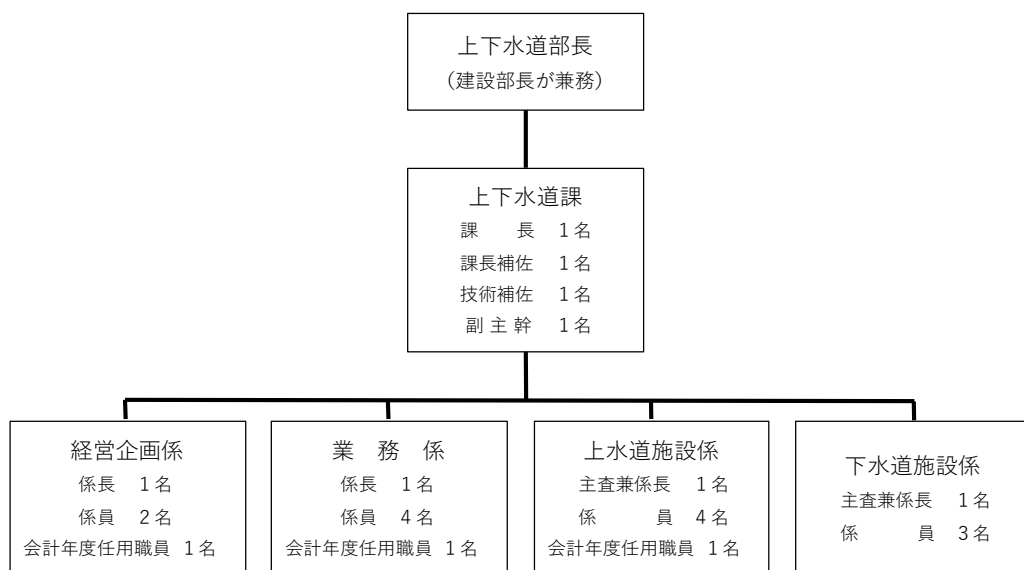 上下水道部長
（建設部長が兼務）
上下水道課
課　　長　1名
課長補佐　1名
技術補佐　1名
副 主 幹　1名
経営企画係
係長　1名
係員　2名
会計年度任用職員 1名
業　務　係
係長　1名
係員　4名
会計年度任用職員 1名
上水道施設係
主査兼係長　1名
係　　　員　4名
会計年度任用職員 1名
下水道施設係
主査兼係長　1名
係　　　員　3名